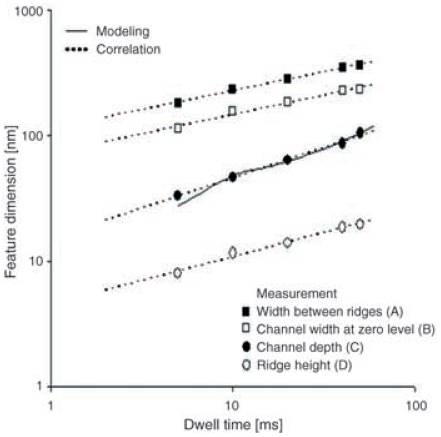 1000
Modeling
Correlation
100
Feature dimension [nm]
10
Measurement
Width between ridges (A)
Channel width at zero level (B)
Channel depth (C)
Ridge height (D)
1
1 10 100
Dwell time [ms]